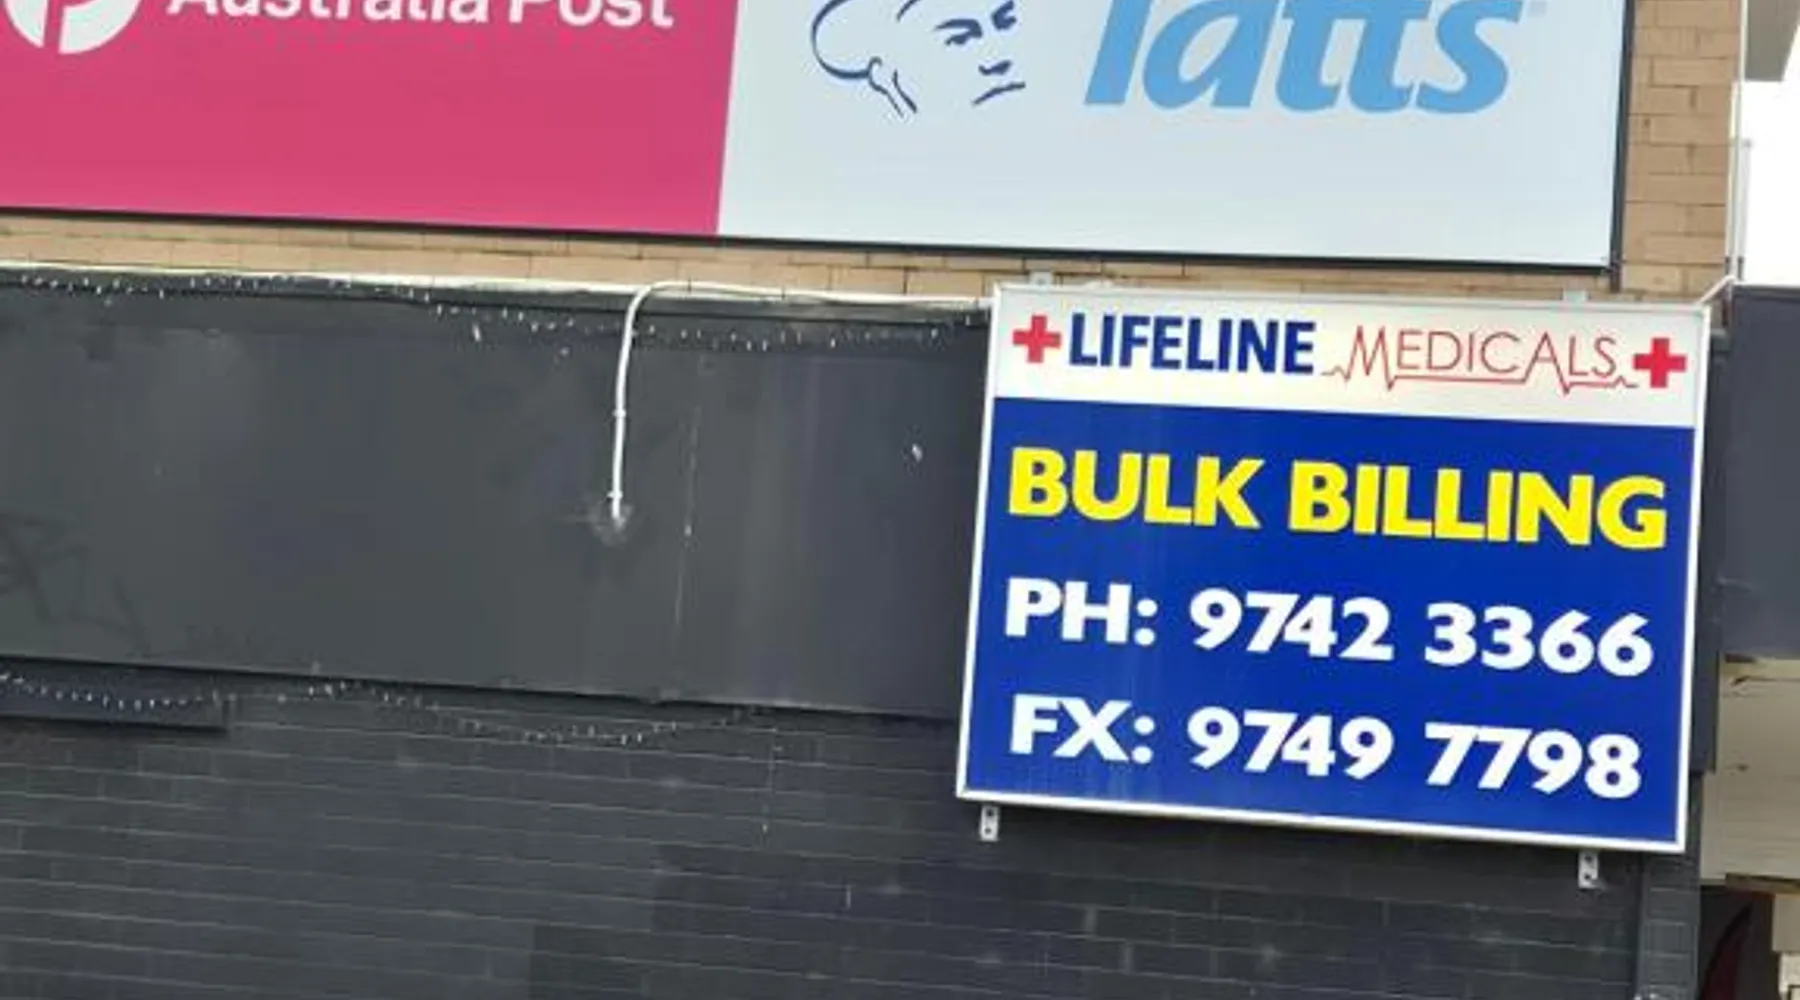 Australia Post
Tatts
LIFELINE MEDICALS
BULK BILLING
PH: 9742 3366
FX: 9749 7798